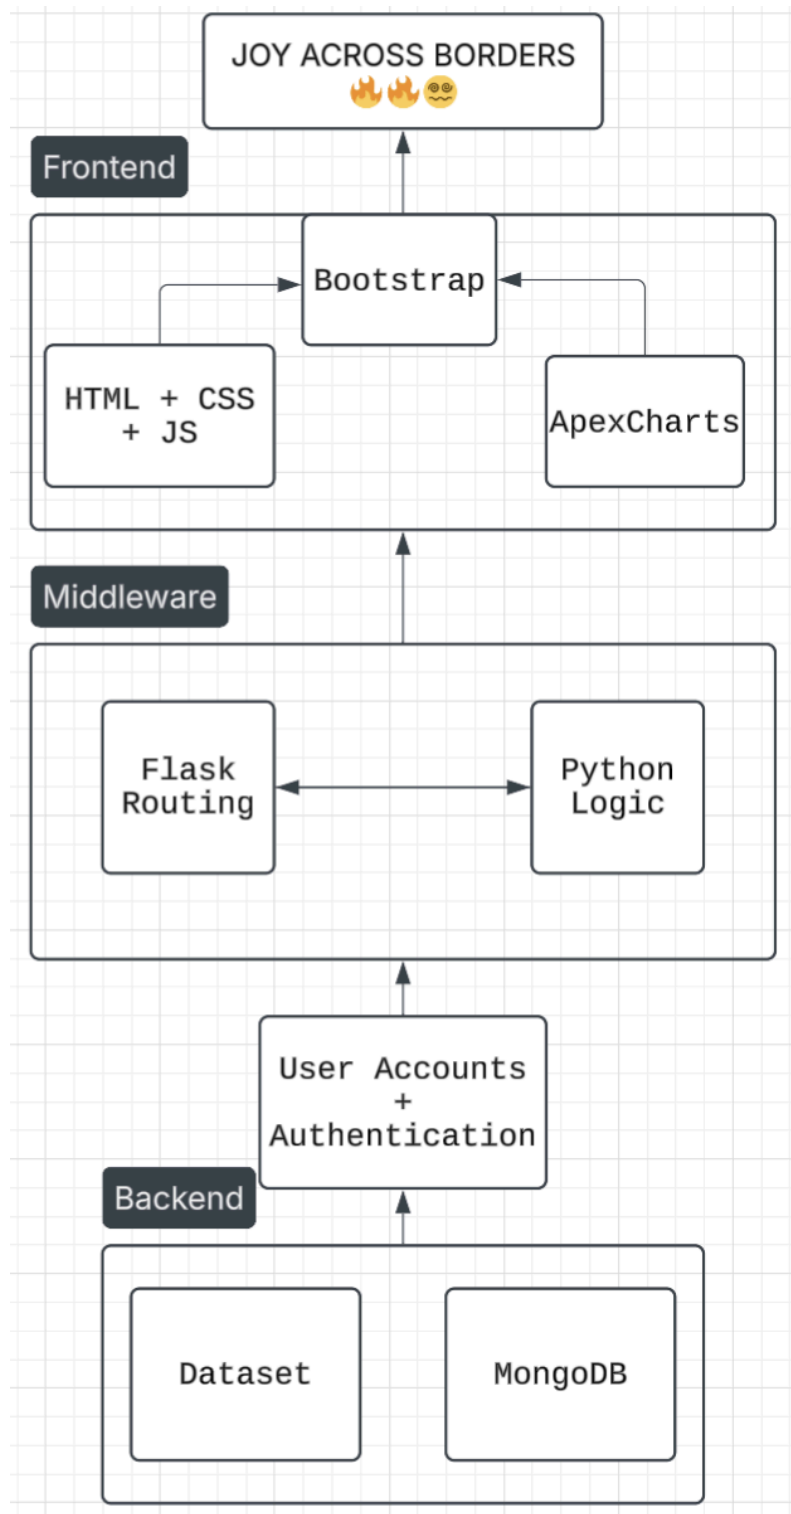 JOY ACROSS BORDERS
🔥🔥😵‍💫
Frontend
Bootstrap
HTML + CSS
+ JS
ApexCharts
Middleware
Flask
Routing
Python
Logic
User Accounts
+
Authentication
Backend
Dataset
MongoDB